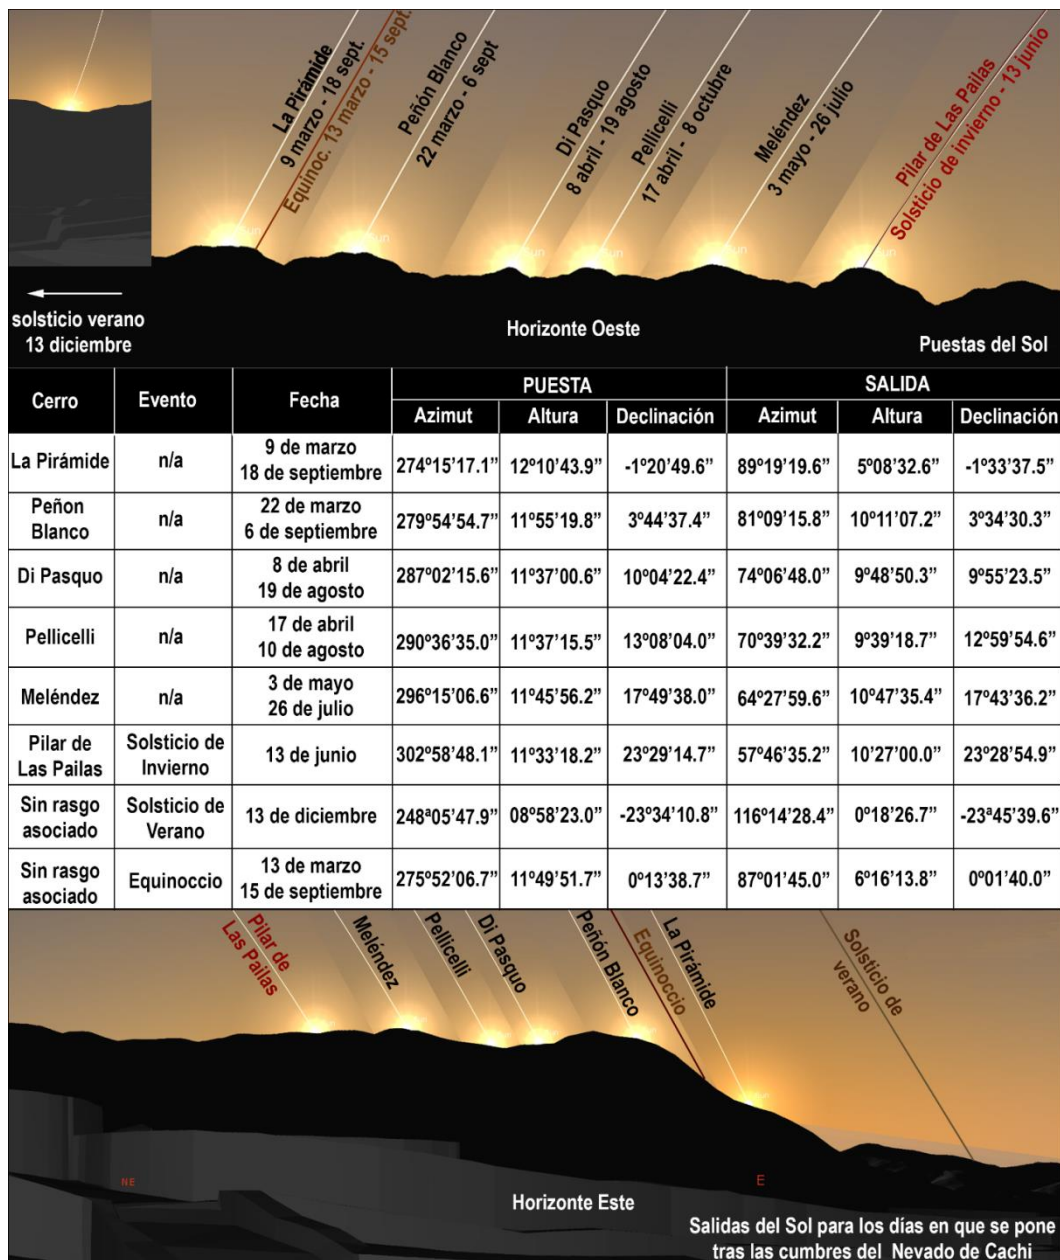 La Pirámide
9 marzo - 18 sept.
Equinoc. 13 marzo - 15 sept.
Peñón Blanco
22 marzo - 6 sept
Di Pasquo
8 abril - 19 agosto
Pellicelli
17 abril - 8 octubre
Meléndez
3 mayo - 26 julio
Pilar de Las Pailas
Solsticio de invierno - 13 junio
solsticio verano
13 diciembre
Horizonte Oeste
Puestas del Sol
Cerro Evento Fecha PUESTA SALIDA
Azimut Altura Declinación Azimut Altura Declinación
La Pirámide n/a 9 de marzo 18 de septiembre 274º15'17.1” 12º10'43.9” -1º20'49.6” 89º19'19.6” 5º08'32.6” -1º33'37.5”
Peñon Blanco n/a 22 de marzo 6 de septiembre 279º54'54.7” 11º55'19.8” 3º44'37.4” 81º09'15.8” 10º11'07.2” 3º34'30.3”
Di Pasquo n/a 8 de abril 19 de agosto 287º02'15.6” 11º37'00.6” 10º04'22.4” 74º06'48.0” 9º48'50.3” 9º55'23.5”
Pellicelli n/a 17 de abril 10 de agosto 290º36'35.0” 11º37'15.5” 13º08'04.0” 70º39'32.2” 9º39'18.7” 12º59'54.6”
Meléndez n/a 3 de mayo 26 de julio 296º15'06.6” 11º45'56.2” 17º49'38.0” 64º27'59.6” 10º47'35.4” 17º43'36.2”
Pilar de Las Pailas Solsticio de Invierno 13 de junio 302º58'48.1” 11º33'18.2” 23º29'14.7” 57º46'35.2” 10'27'00.0” 23º28'54.9”
Sin rasgo asociado Solsticio de Verano 13 de diciembre 248ª05'47.9” 08º58'23.0” -23º34'10.8” 116º14'28.4” 0º18'26.7” -23ª45'39.6”
Sin rasgo asociado Equinoccio 13 de marzo 15 de septiembre 275º52'06.7” 11º49'51.7” 0º13'38.7” 87º01'45.0” 6º16'13.8” 0º01'40.0”
Pilar de
Las Pailas
Meléndez
Pellicelli
Di Pasquo
Peñón Blanco
Equinoccio
La Pirámide
Solsticio de
verano
NE
E
Horizonte Este
Salidas del Sol para los días en que se pone
tras las cumbres del Nevado de Cachi